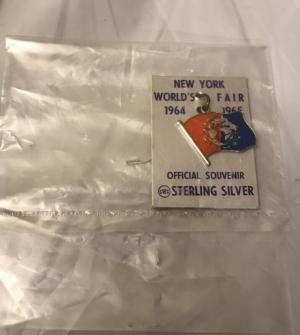 NEW YORK
WORLD'S FAIR
1964 1965
OFFICIAL SOUVENIR
STERLING SILVER